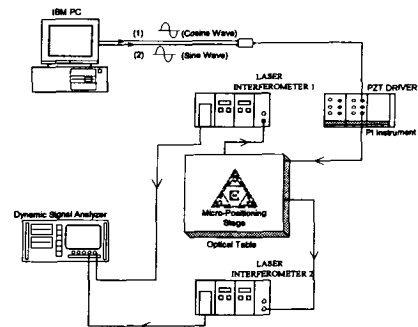 IBM PC
(1) (Cosine Wave)
(2) (Sine Wave)
LASER
INTERFEROMETER 1
PZT DRIVER
PI Instrument
Dynamic Signal Analyzer
E
Micro-Positioning
Stage
Optical Table
LASER
INTERFEROMETER 2